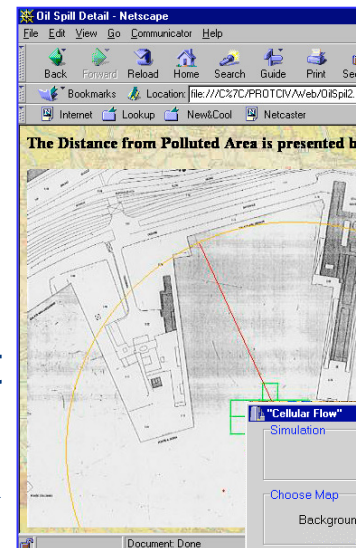 Oil Spill Detail - Netscape
File Edit View Go Communicator Help
Back Forward Reload Home Search Guide Print
Bookmarks Location: file:///C%7C/PROTCIV/Web/OilSpill2.
Internet Lookup New&Cool Netcaster
The Distance from Polluted Area is presented b
"Cellular Flow"
Simulation
Choose Map
Backgroun
Document: Done